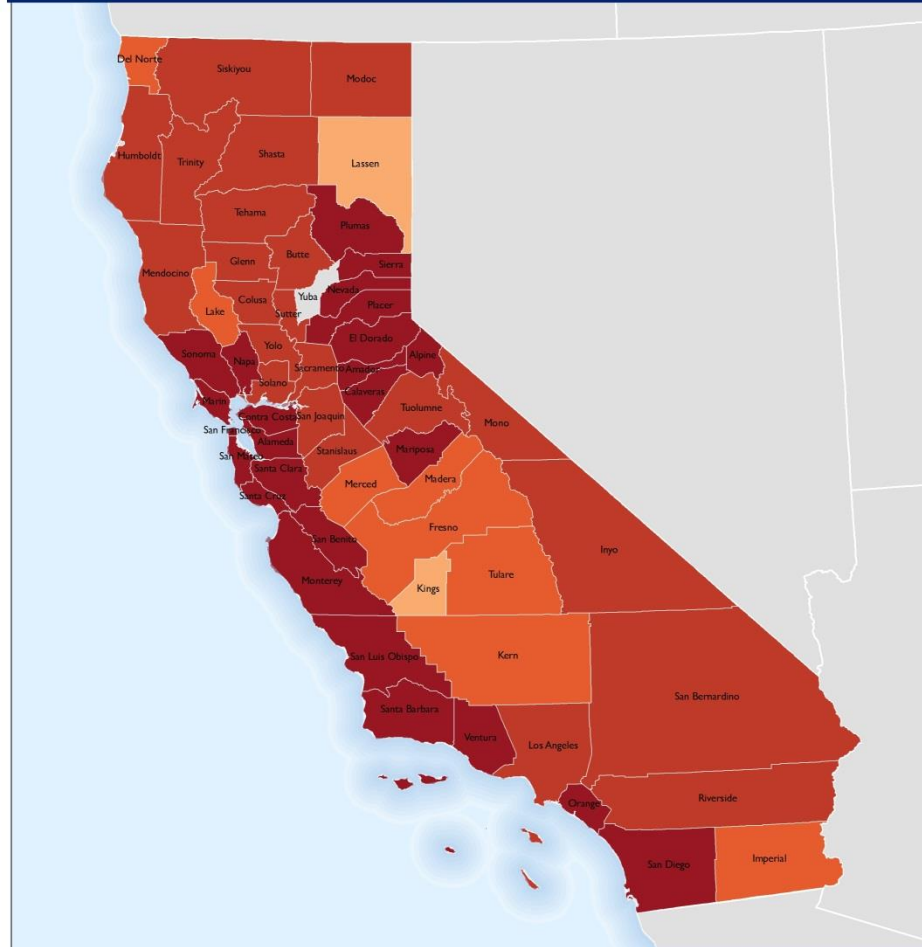 Del Norte
Siskiyou
Modoc
Humboldt
Trinity
Shasta
Lassen
Tehama
Plumas
Butte
Glenn
Sierra
Mendocino
Yuba
Nevada
Colusa
Placer
Lake
Sutter
El Dorado
Yolo
Sonoma
Napa
Sacramento
Alpine
Amador
Solano
Calaveras
Marin
Tuolumne
Contra Costa
San Joaquin
Mono
San Francisco
Alameda
Mariposa
Stanislaus
San Mateo
Santa Clara
Madera
Merced
Santa Cruz
Fresno
San Benito
Inyo
Tulare
Monterey
Kings
Kern
San Luis Obispo
San Bernardino
Santa Barbara
Ventura
Los Angeles
Riverside
Orange
Imperial
San Diego